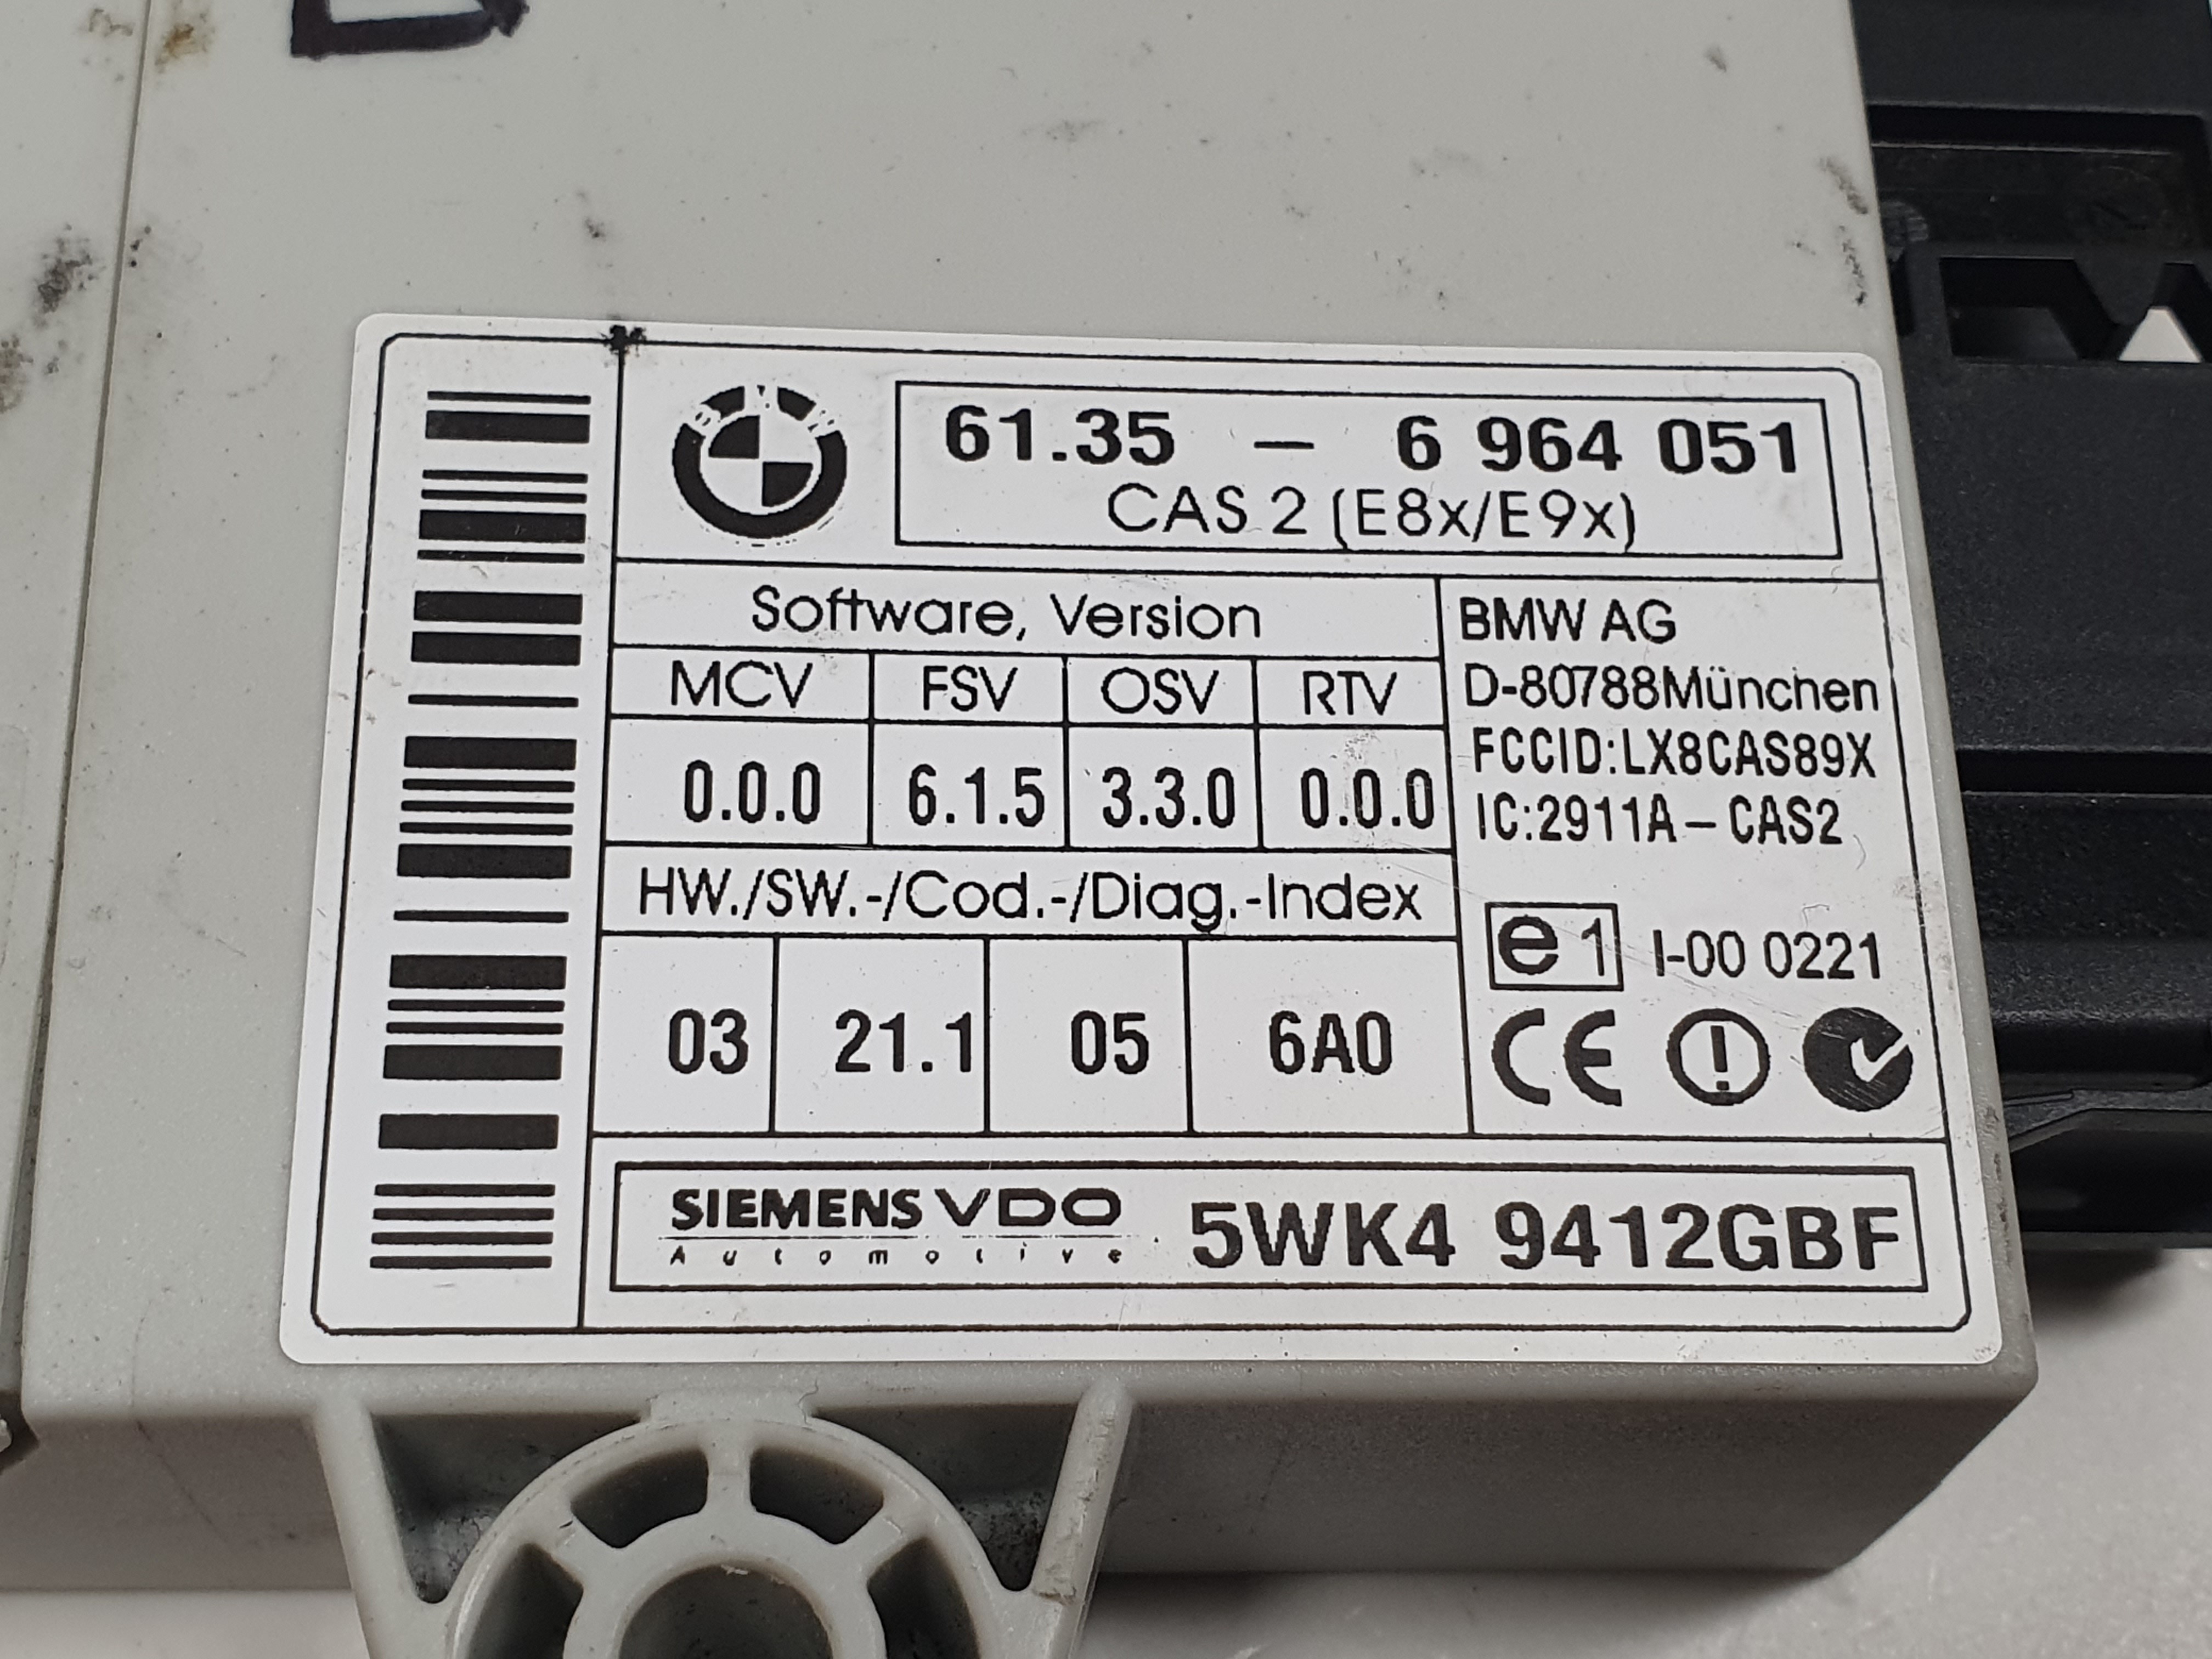 BMW
61.35 – 6 964 051
CAS 2 (E8x/E9x)
Software, Version
MCV FSV OSV RTV
0.0.0 6.1.5 3.3.0 0.0.0
HW./SW.-/Cod.-/Diag.-Index
03 21.1 05 6A0
BMW AG
D-80788München
FCCID:LX8CAS89X
IC:2911A – CAS2
e1 I-00 0221
CE
SIEMENS VDO
Automotive
5WK4 9412GBF